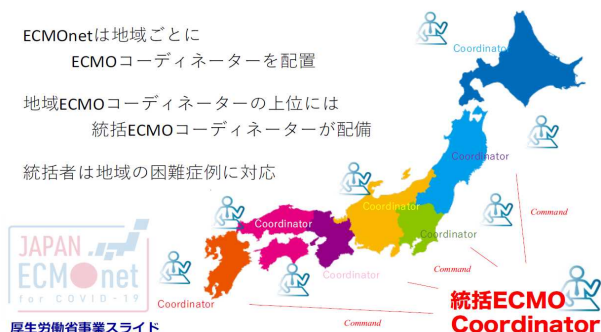 ECMOnetは地域ごとに
ECMOコーディネーターを配置
地域ECMOコーディネーターの上位には
統括ECMOコーディネーターが配備
統括者は地域の困難症例に対応
Coordinator
Coordinator
Coordinator
Coordinator
Coordinator
Coordinator
Coordinator
Command
Command
Command
統括ECMO
Coordinator
JAPAN
ECMOnet
for COVID-19
厚生労働省事業スライド